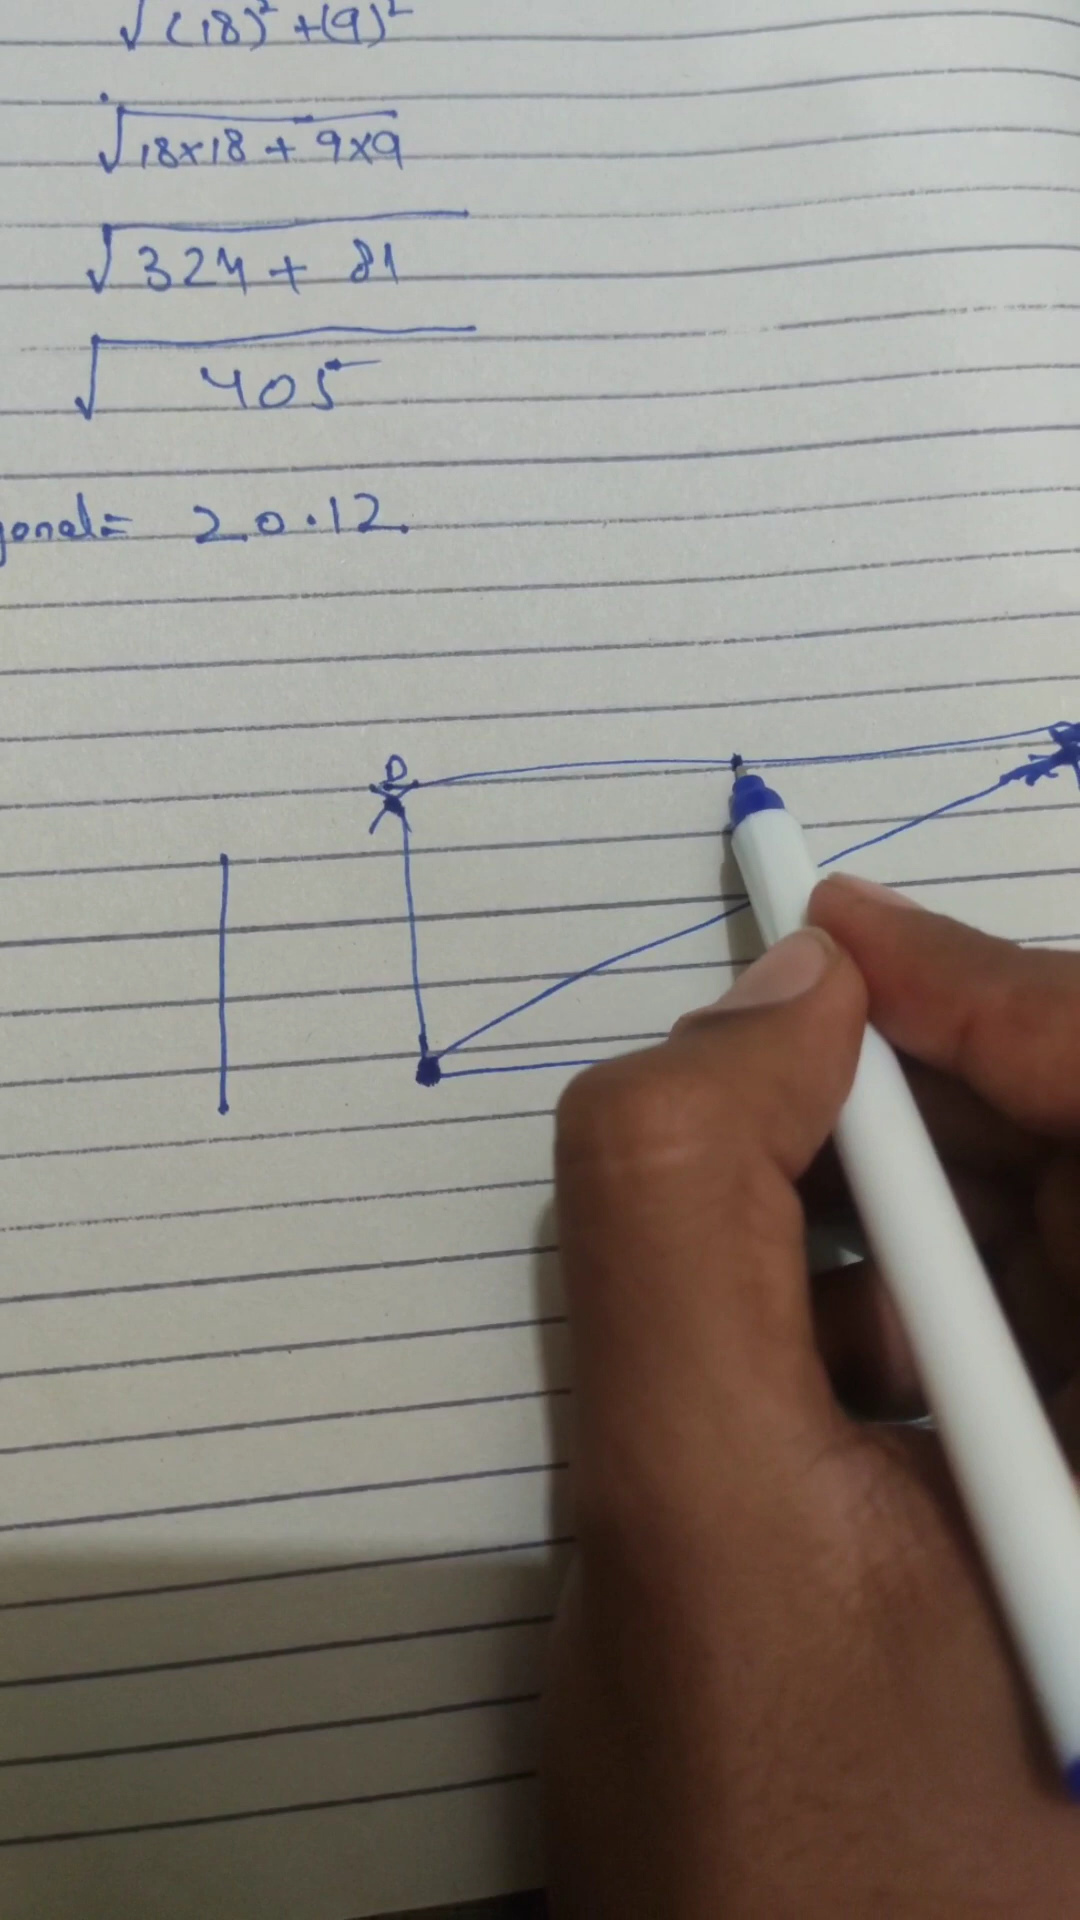 √(18)² + (9)²
√18×18 + 9×9
√324 + 81
√405
gonal = 20.12
D